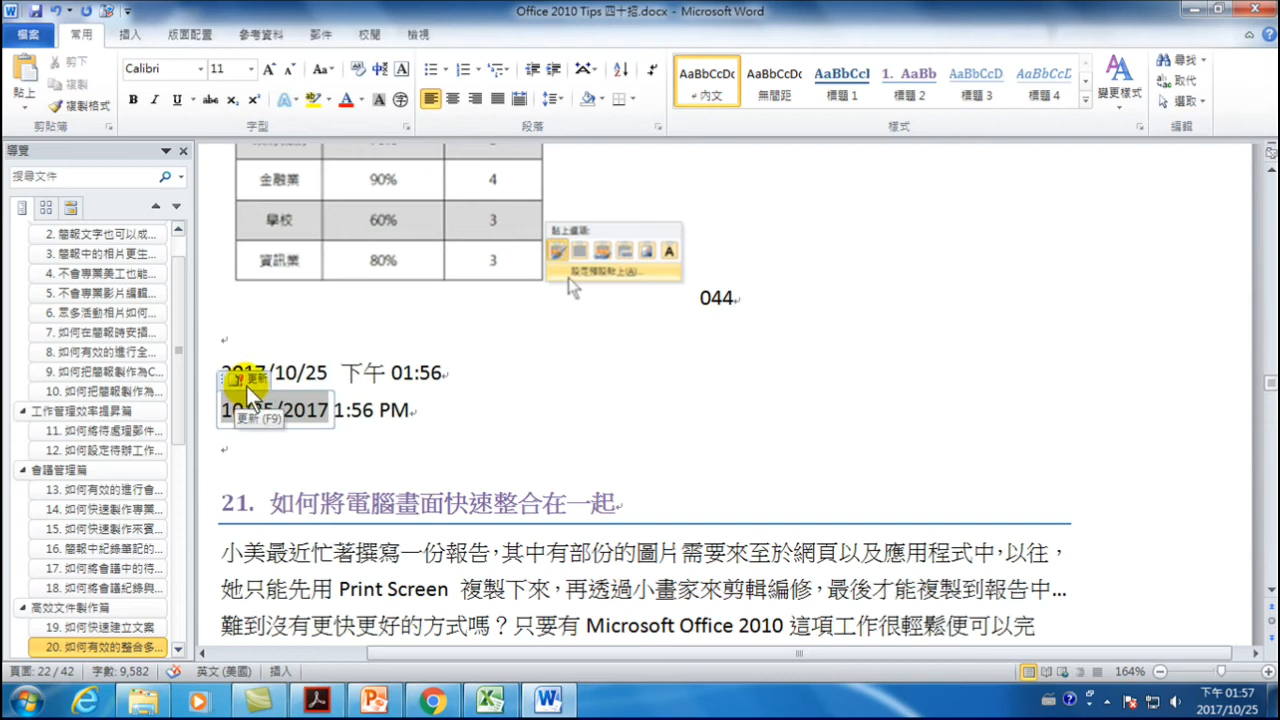 Office 2010 Tips 四十招.docx - Microsoft Word
檔案 常用 插入 版面配置 參考資料 郵件 校閱 檢視
Calibri 11 Aa
貼上
剪下
複製
複製格式
B I U abc x₂ x² A A
AaBbCcDc AaBbCcDc AaBbCcI 1. AaBb AaBbCcD AaBbCcL
內文 無間距 標題 1 標題 2 標題 3 標題 4
變更樣式
尋找
取代
選取
剪貼簿 字型 段落 樣式 編輯
導覽
搜尋文件
2. 簡報文字也可以成...
3. 簡報中的相片更生...
4. 不會專業美工也能...
5. 不會專業影片編輯...
6. 眾多活動相片如何...
7. 如何在簡報時安插...
8. 如何有效的進行全...
9. 如何把簡報製作為C...
10. 如何把簡報製作為...
工作管理效率提昇篇
11. 如何將待處理郵件...
12. 如何設定待辦工作...
會議管理篇
13. 如何有效的進行會...
14. 如何快速製作專業...
15. 如何快速製作來賓...
16. 簡報中紀錄筆記的...
17. 如何將會議中的待...
18. 如何將會議紀錄與...
高效文件製作篇
19. 如何快速建立文案
20. 如何有效的整合多...
金融業 90% 4
學校 60% 3
資訊業 80% 3
貼上選項:
設定預設貼上(A)...
044
2017/10/25 下午 01:56
更新
10/25/2017 1:56 PM
更新 (F9)
21. 如何將電腦畫面快速整合在一起
小美最近忙著撰寫一份報告,其中有部份的圖片需要來至於網頁以及應用程式中,以往,
她只能先用 Print Screen 複製下來,再透過小畫家來剪輯編修,最後才能複製到報告中...
難到沒有更快更好的方式嗎?只要有 Microsoft Office 2010 這項工作很輕鬆便可以完
頁面: 22 / 42 字數: 9,582 英文 (美國) 插入 164%
下午 01:57
2017/10/25